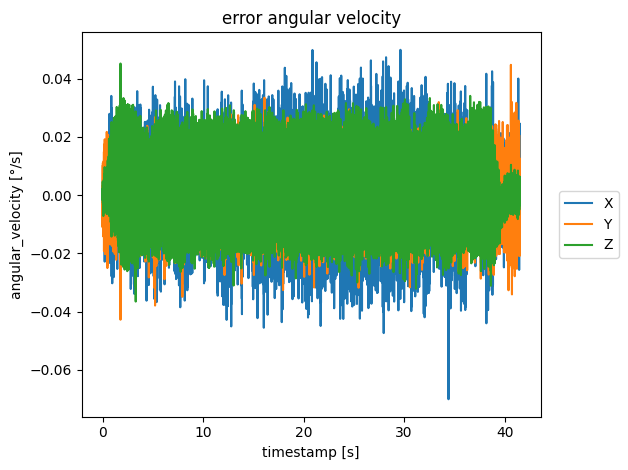 error angular velocity
angular_velocity [°/s]
0.04
0.02
0.00
−0.02
−0.04
−0.06
0
10
20
30
40
timestamp [s]
X
Y
Z